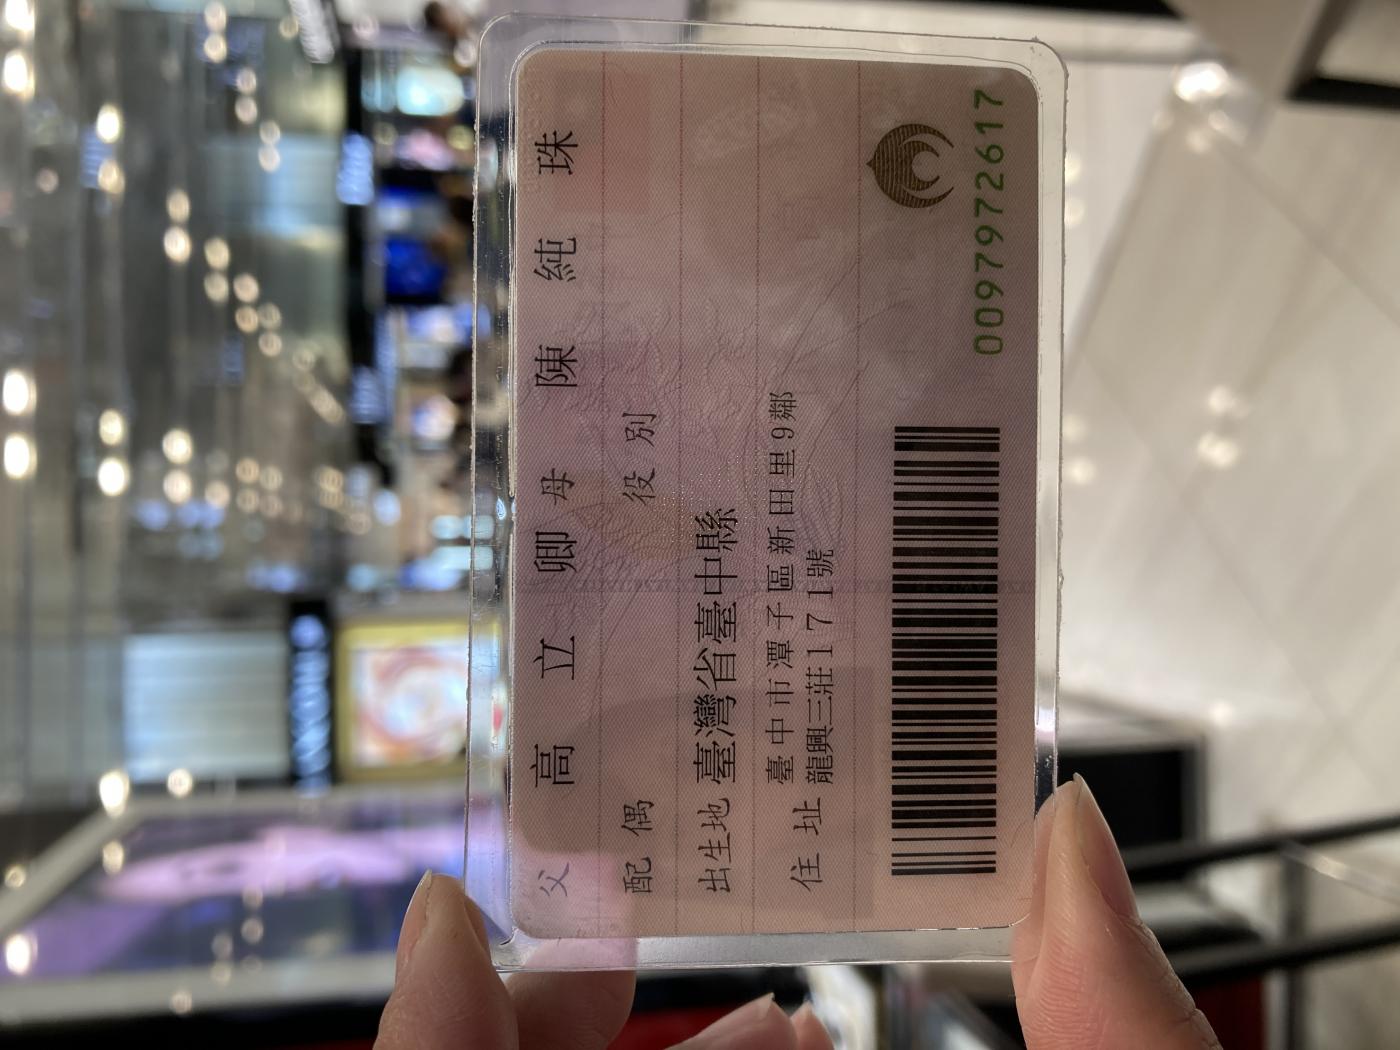 父 高立卿 母 陳純珠
配偶 役別
出生地 臺灣省臺中縣
住址 臺中市潭子區新田里9鄰
龍興三莊171號
0097972617